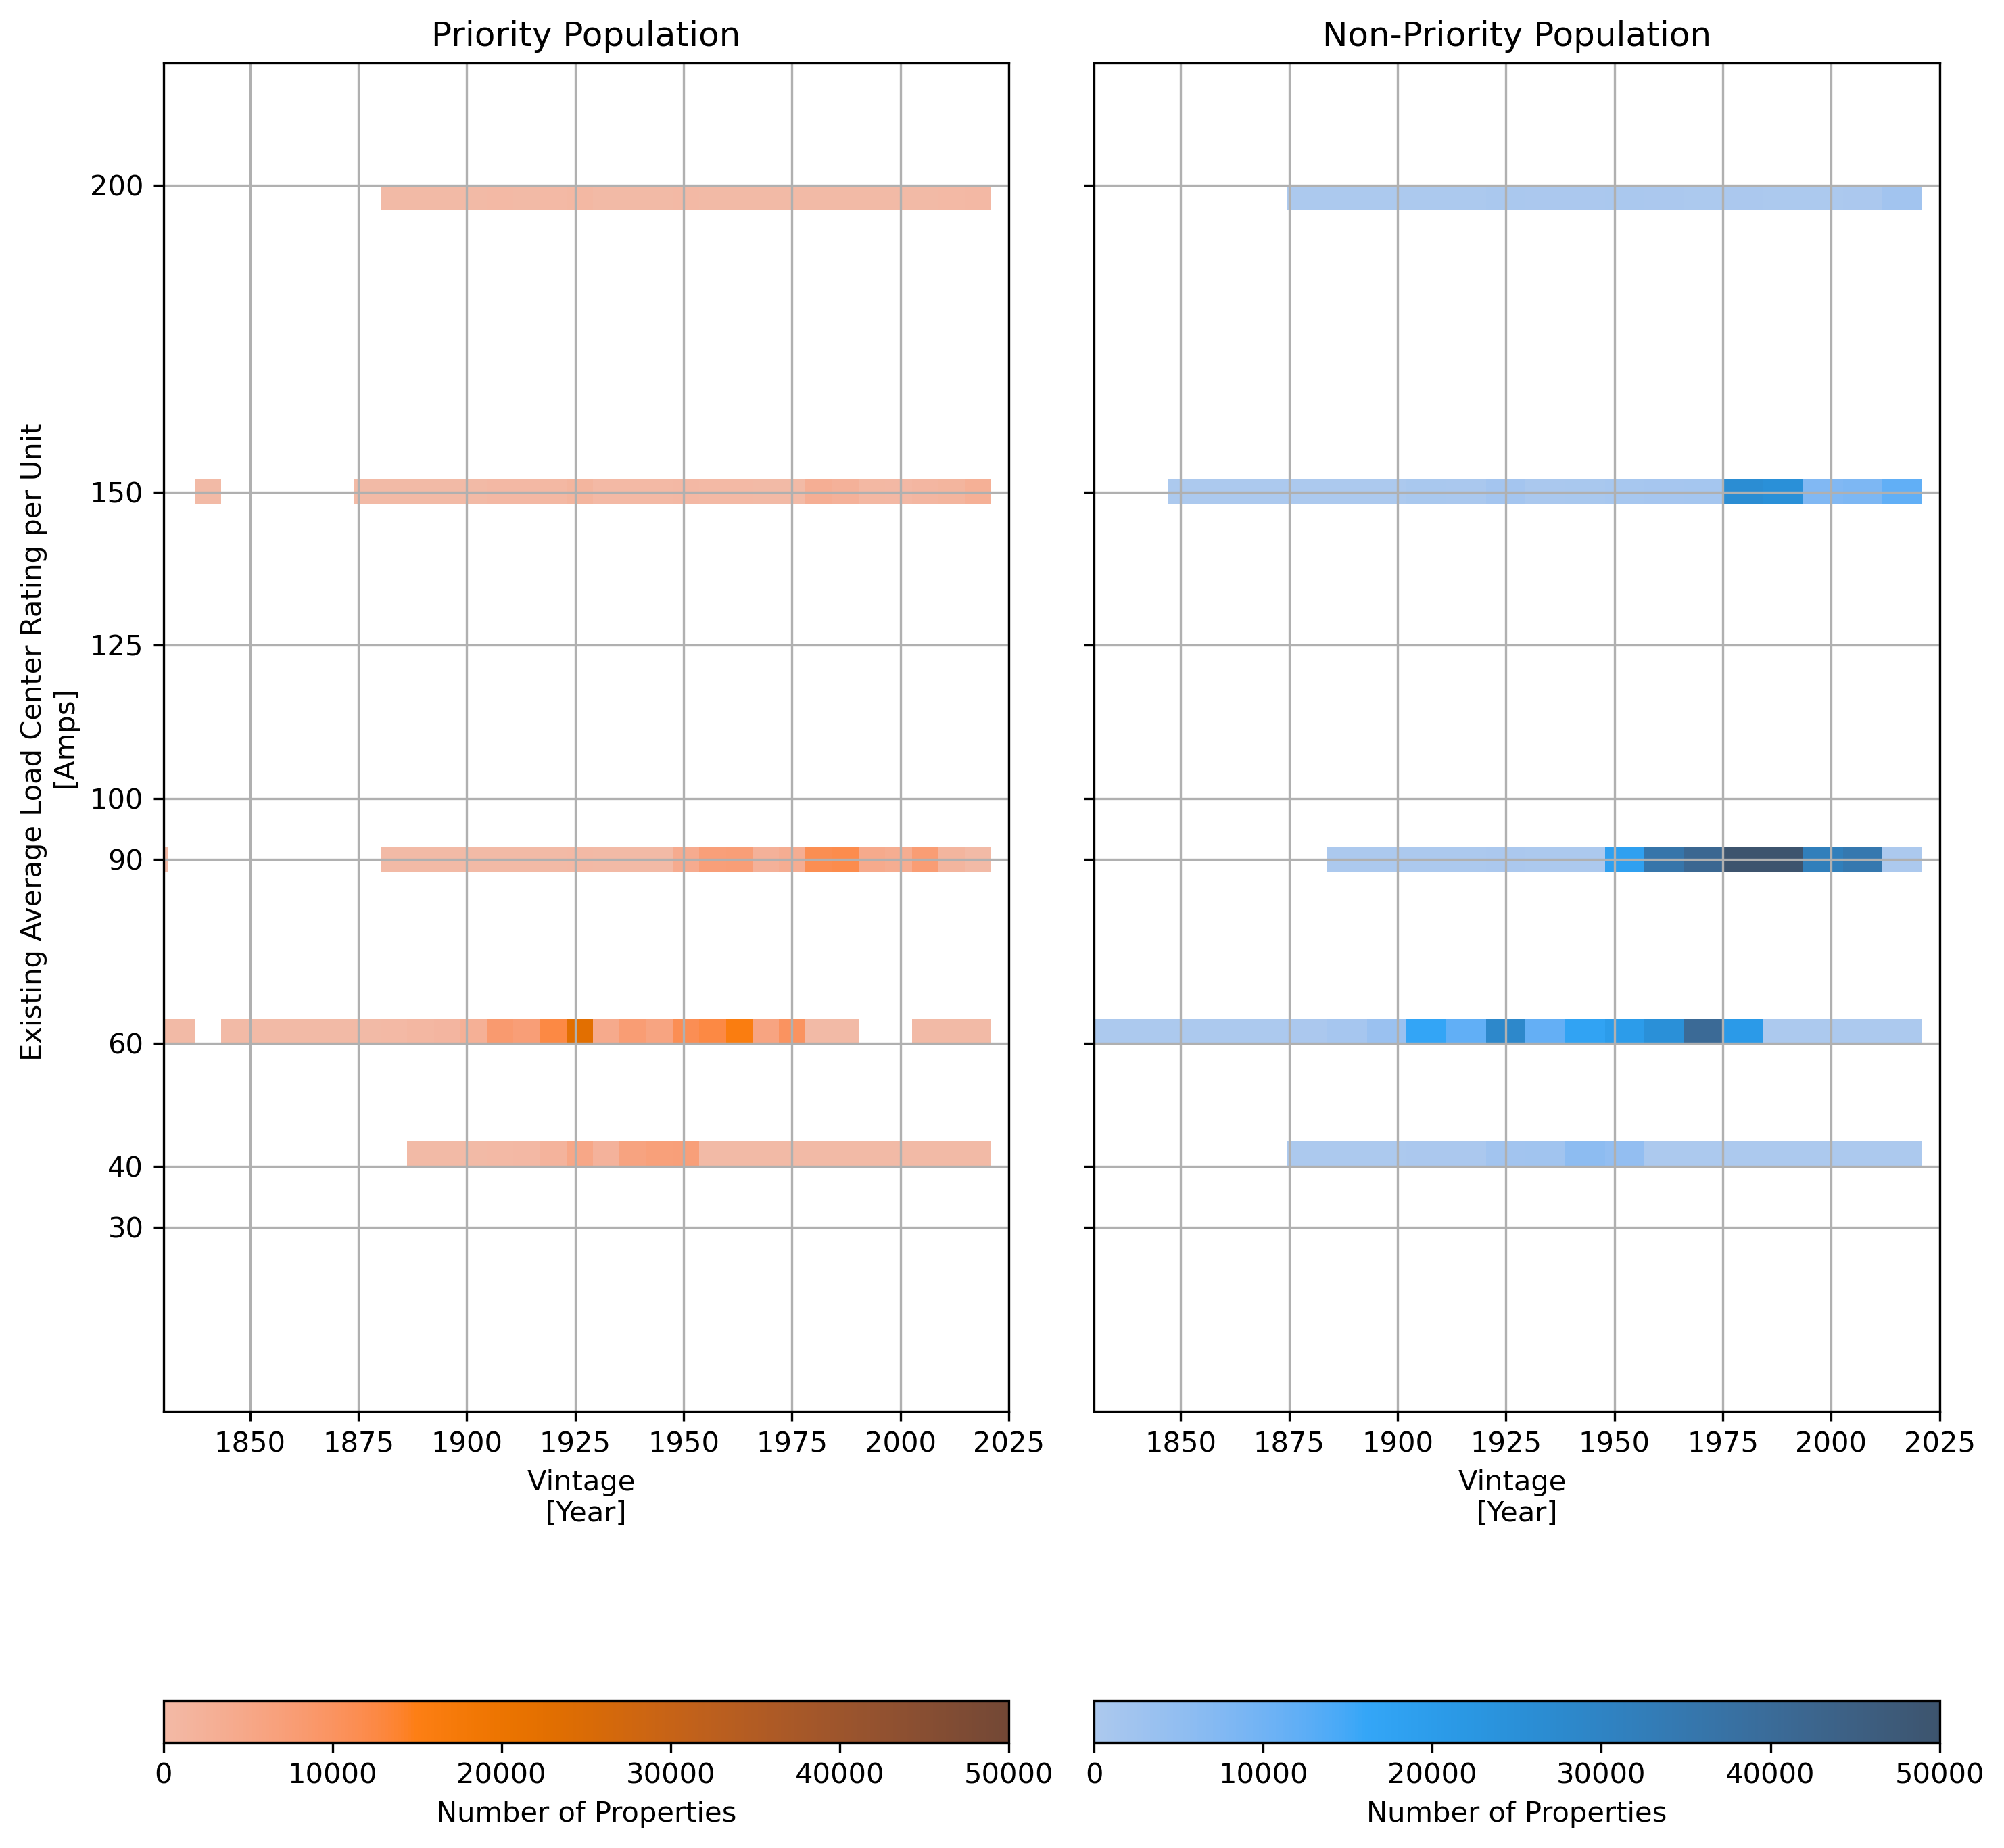 Priority Population
Non-Priority Population
Existing Average Load Center Rating per Unit
[Amps]
200
150
125
100
90
60
40
30
1850 1875 1900 1925 1950 1975 2000 2025
Vintage
[Year]
1850 1875 1900 1925 1950 1975 2000 2025
Vintage
[Year]
0 10000 20000 30000 40000 50000
Number of Properties
0 10000 20000 30000 40000 50000
Number of Properties